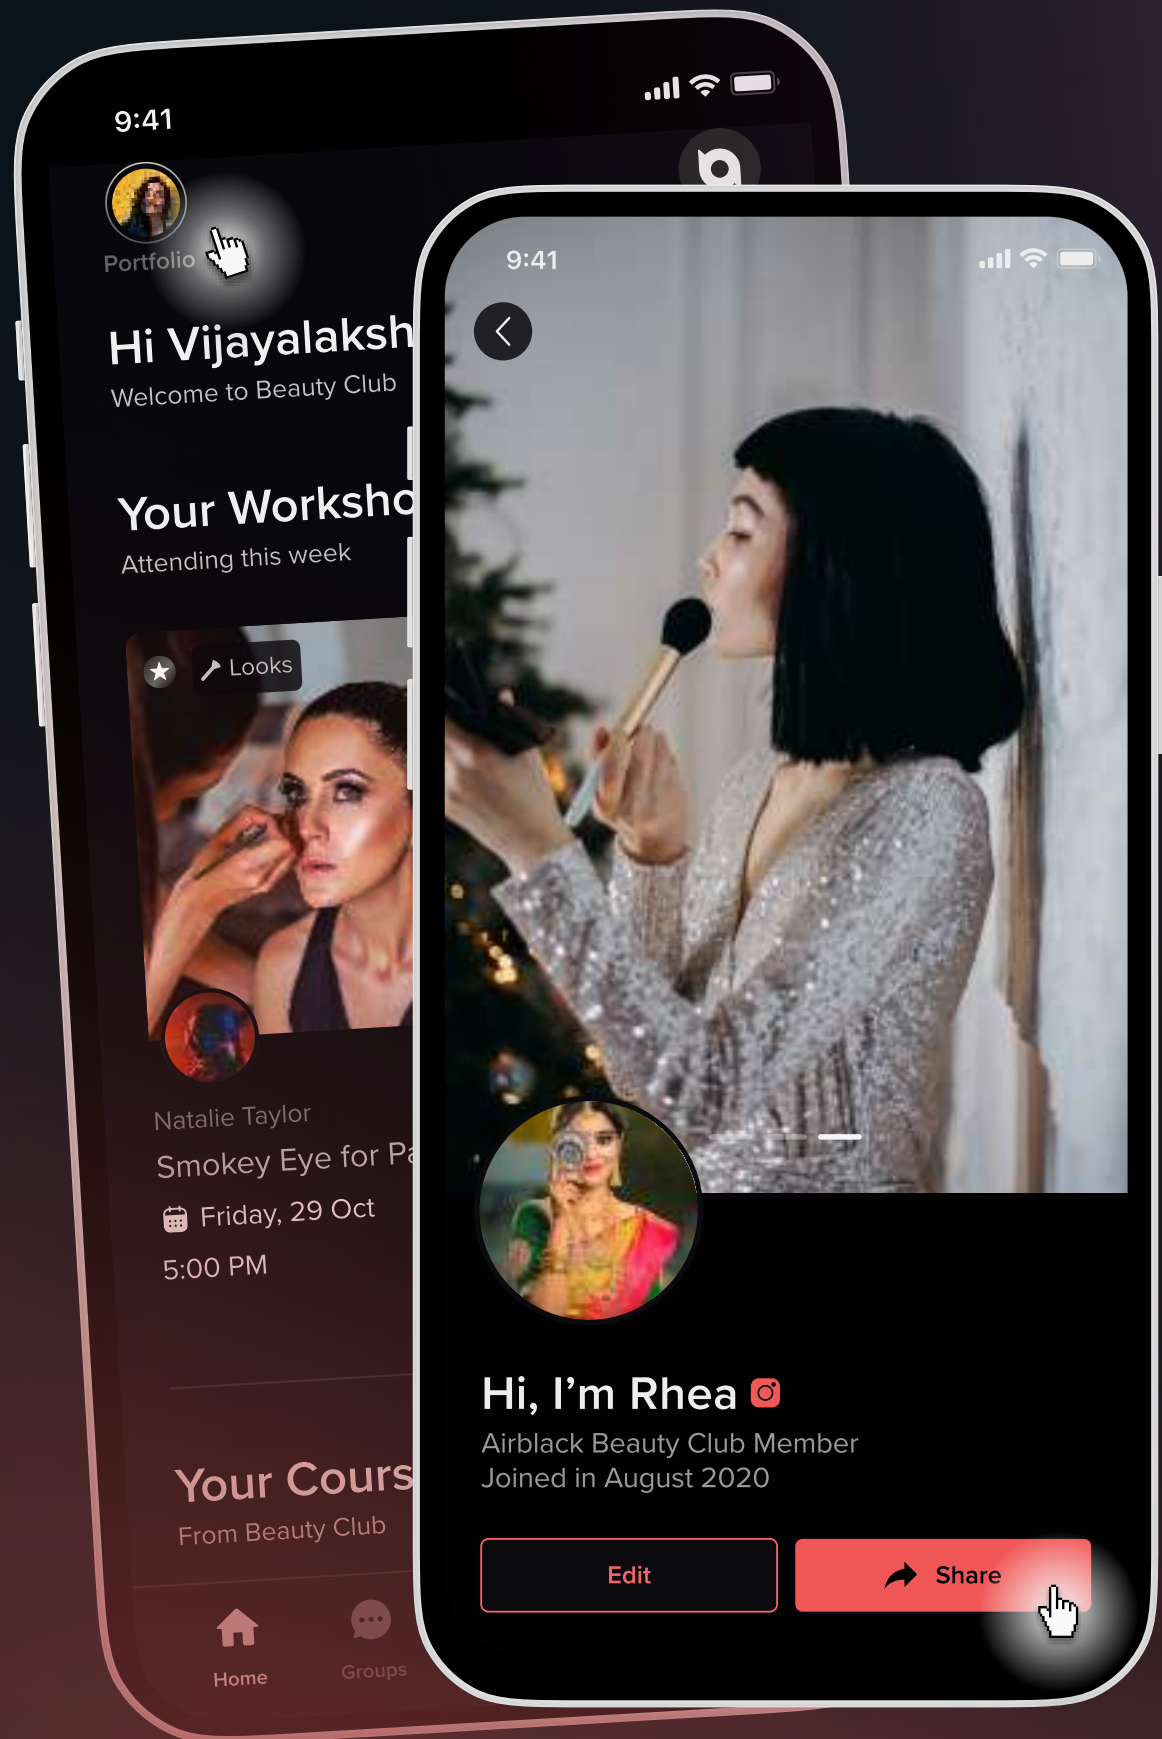 9:41
Portfolio
Hi Vijayalaksh
Welcome to Beauty Club
Your Worksho
Attending this week
Looks
Natalie Taylor
Smokey Eye for Pa
Friday, 29 Oct
5:00 PM
Your Cours
From Beauty Club
Home
Groups
9:41
Hi, I'm Rhea
Airblack Beauty Club Member
Joined in August 2020
Edit
Share